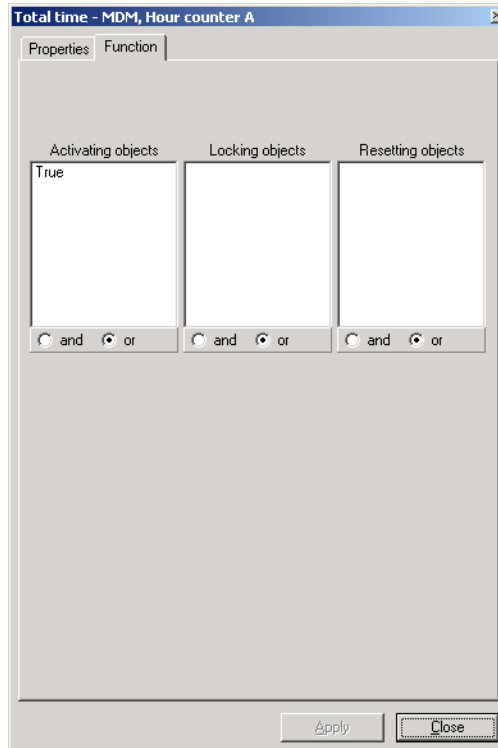 Total time - MDM, Hour counter A
Properties Function
Activating objects Locking objects Resetting objects
True
and or and or and or
Apply Close